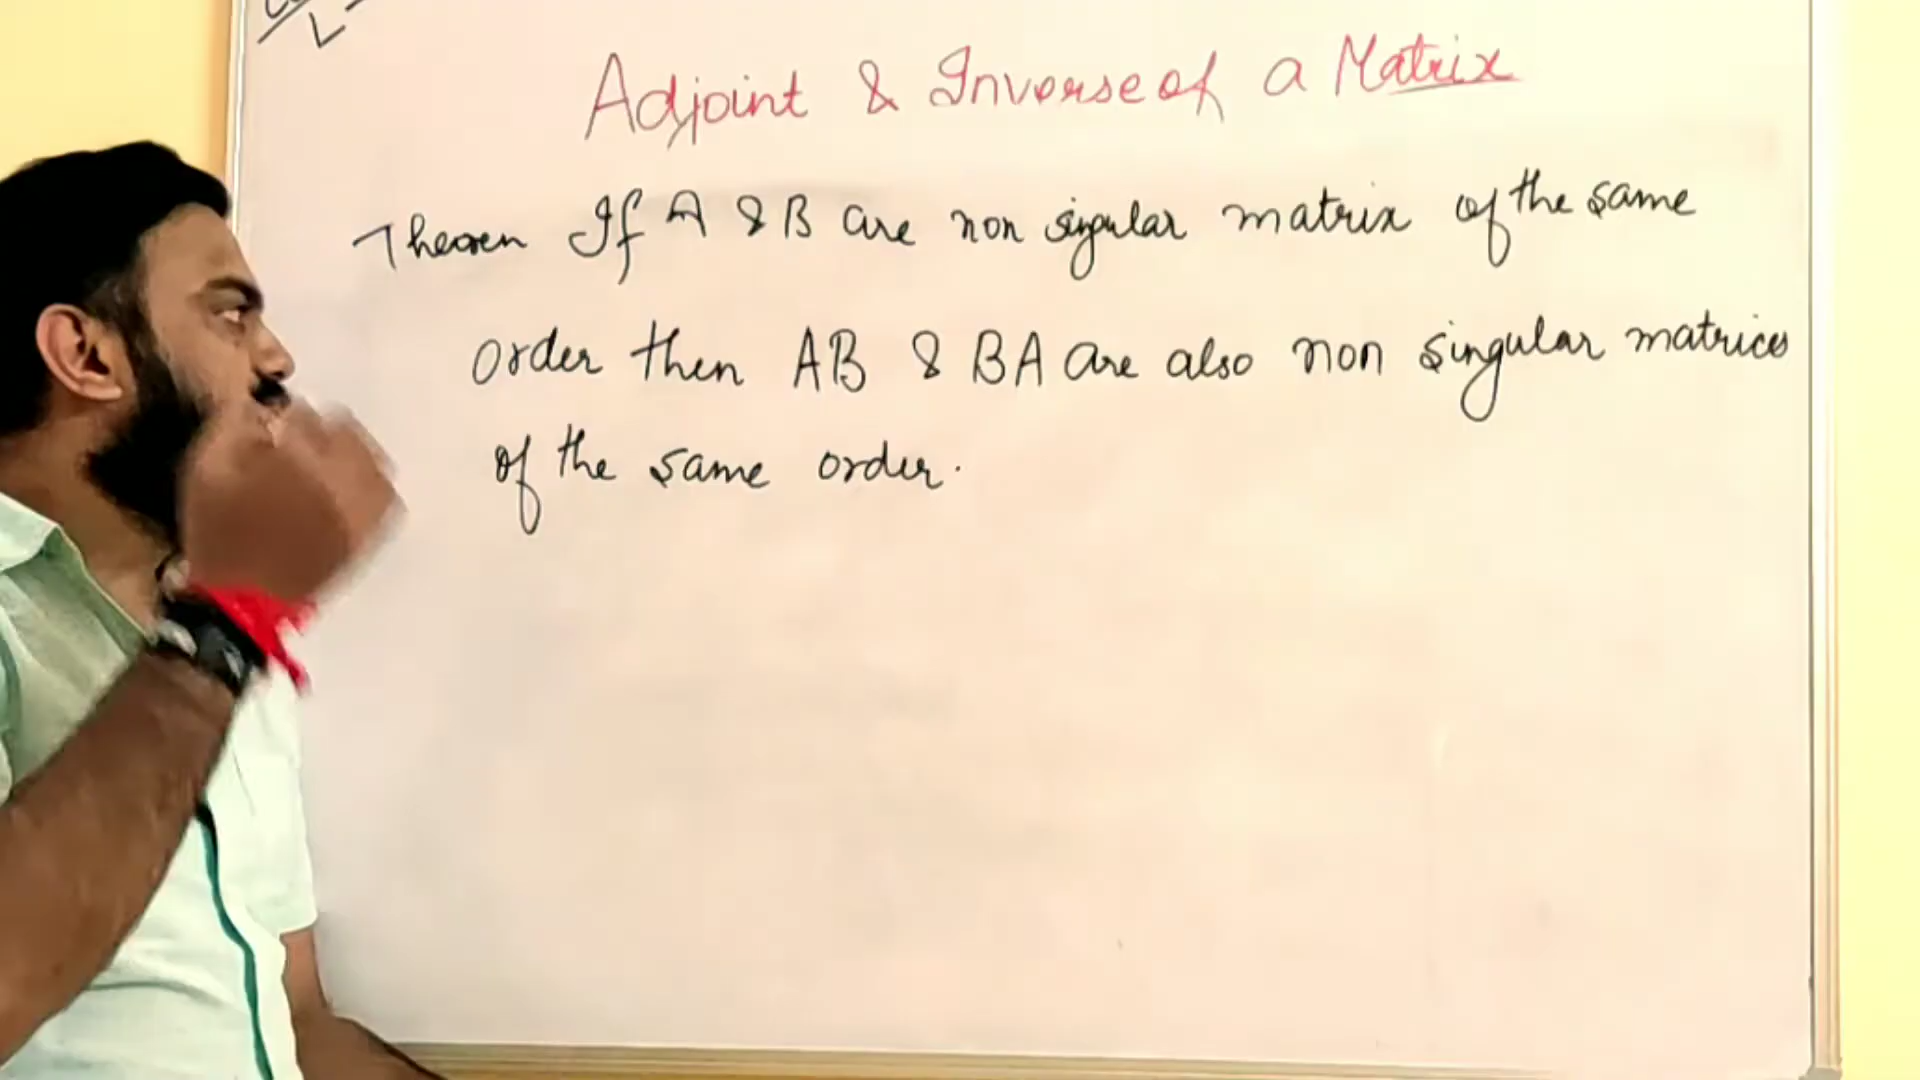 Adjoint & Inverse of a Matrix
Theorem If A & B are non singular matrix of the same
order then AB & BA are also non singular matrices
of the same order.